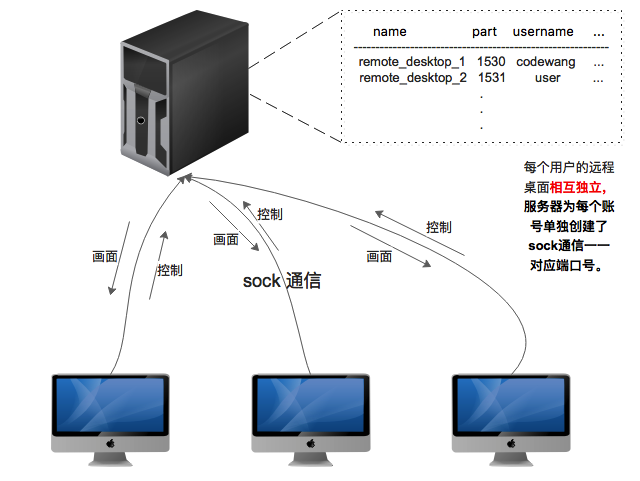 name part username ...
remote_desktop_1 1530 codewang ...
remote_desktop_2 1531 user ...
.
.
.
每个用户的远程
桌面相互独立，
服务器为每个账
号单独创建了
sock通信一一
对应端口号。
控制
画面
控制
画面
控制
画面
sock 通信